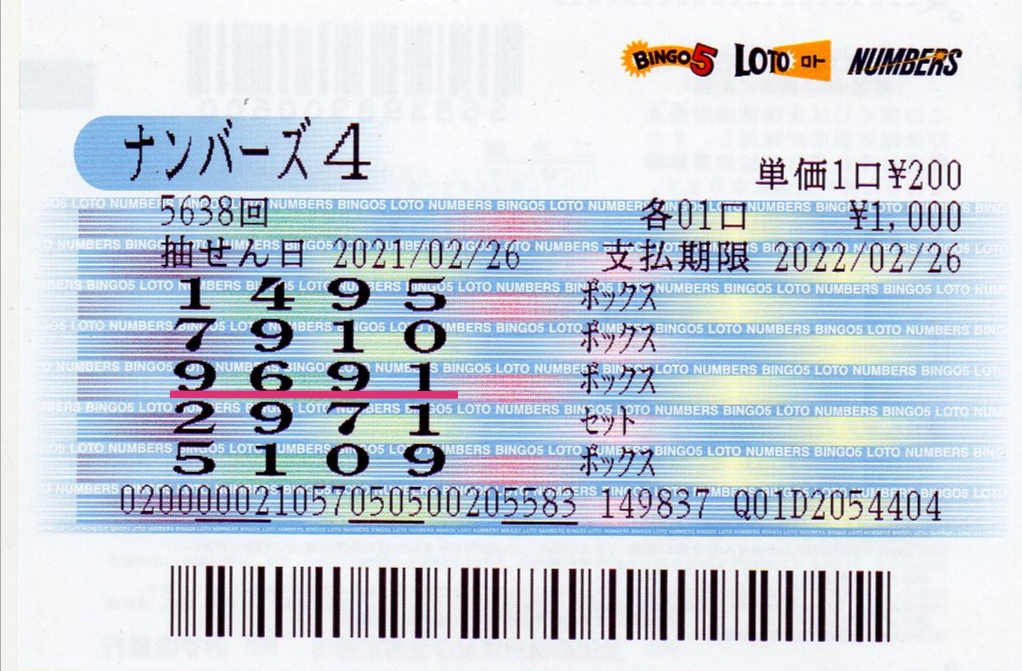 BINGO5 LOTO NUMBERS
ナンバーズ4
単価1口¥200
5638回 各01口 ¥1,000
抽せん日 2021/02/26 支払期限 2022/02/26
1 4 9 5 ボックス
7 9 1 0 ボックス
9 6 9 1 ボックス
2 9 7 1 セット
5 1 0 9 ボックス
020000021057050500205583 149837 Q01D2054404